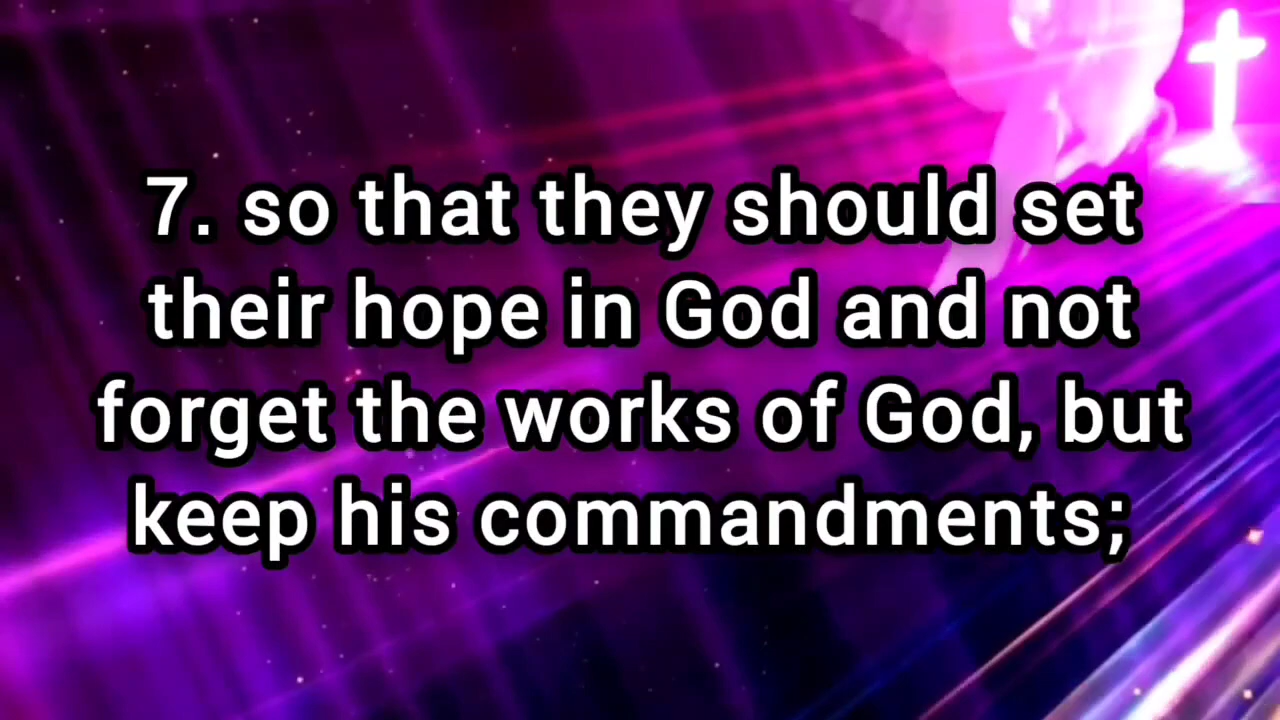 7. so that they should set
their hope in God and not
forget the works of God, but
keep his commandments;